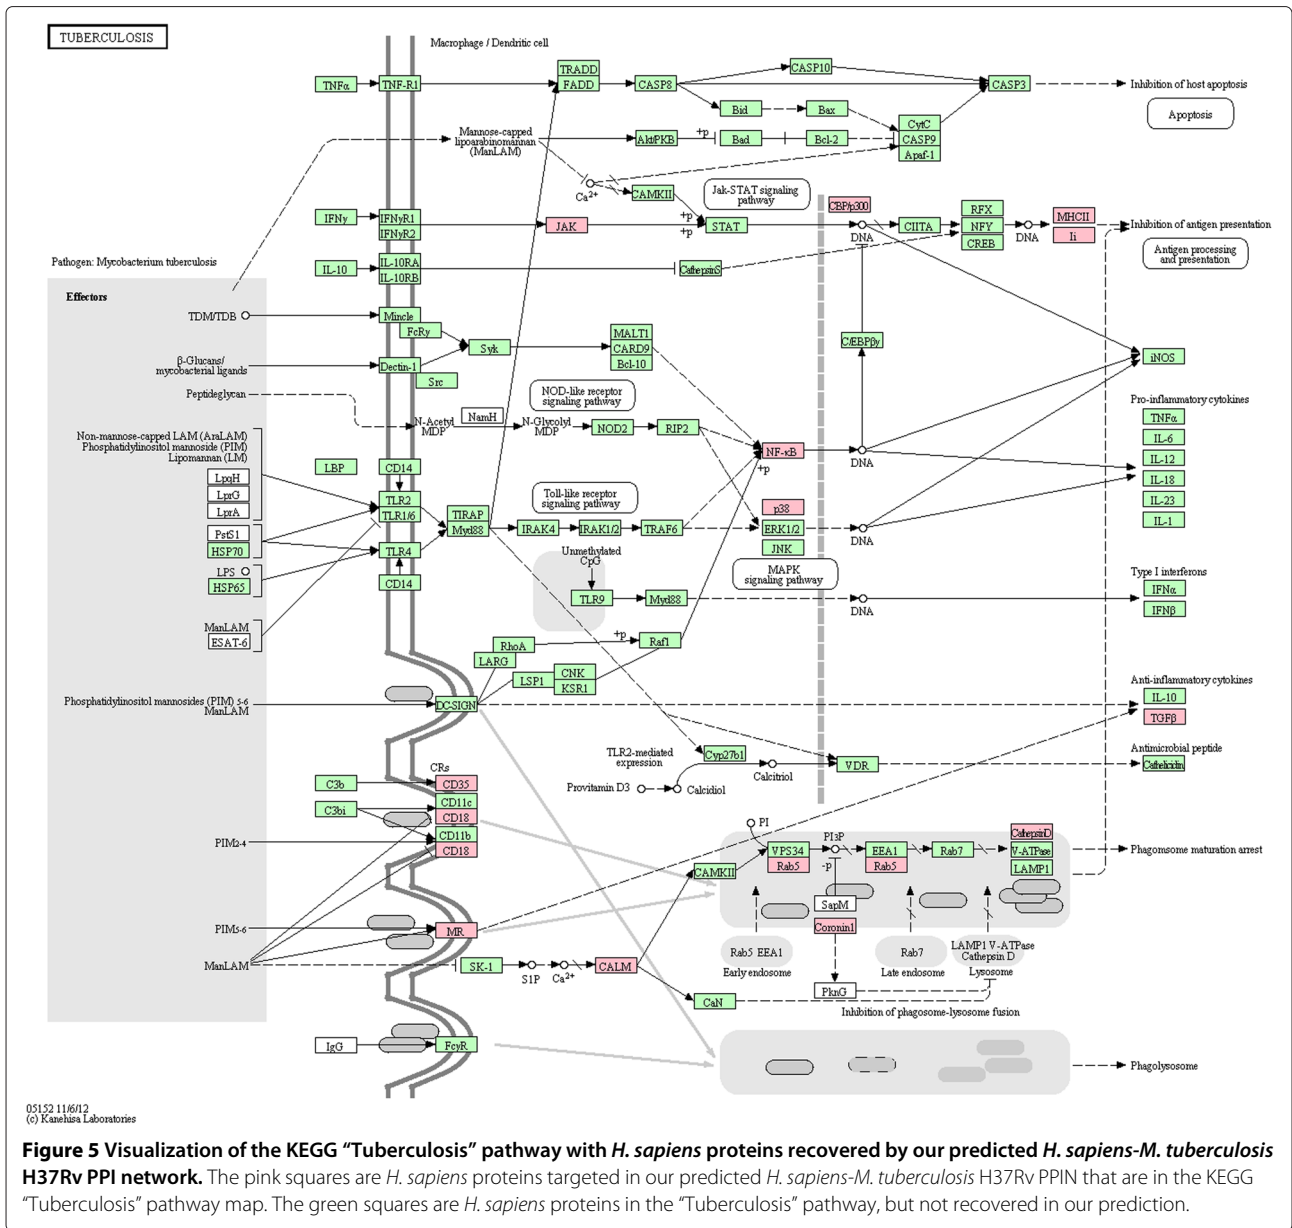 TUBERCULOSIS
Macrophage / Dendritic cell
TNFα
TNF-R1
TRADD
FADD
CASP8
CASP10
CASP3
Inhibition of host apoptosis
Apoptosis
Bid
Bax
CytC
CASP9
Apaf-1
Mannose-capped
lipoarabinomannan
(ManLAM)
Akt/PKB
+p
Bad
Bcl-2
Ca2+
CAMKII
Jak-STAT signaling
pathway
IFNγ
IFNγR1
IFNγR2
JAK
+p
+p
STAT
CBP/p300
DNA
CIITA
RFX
NFY
CREB
DNA
MHCII
Ii
Inhibition of antigen presentation
Antigen processing
and presentation
IL-10
IL-10RA
IL-10RB
CathepsinS
Pathogen: Mycobacterium tuberculosis
Effectors
TDM/TDB
Mincle
FcRγ
Syk
MALT1
CARD9
Bcl-10
C/EBPβγ
iNOS
β-Glucans/
mycobacterial ligands
Dectin-1
Src
Peptideglycan
N-Acetyl
MDP
NamH
N-Glycolyl
MDP
NOD-like receptor
signaling pathway
NOD2
RIP2
NF-κB
+p
DNA
Pro-inflammatory cytokines
TNFα
IL-6
IL-12
IL-18
IL-23
IL-1
Non-mannose-capped LAM (AraLAM)
Phosphatidylinositol mannoside (PIM)
Lipomannan (LM)
LpqH
LprG
LprA
PstS1
HSP70
LPS
HSP65
ManLAM
ESAT-6
LBP
CD14
TLR2
TLR1/6
TLR4
CD14
TIRAP
Myd88
IRAK4
IRAK1/2
TRAF6
Toll-like receptor
signaling pathway
p38
ERK1/2
JNK
DNA
MAPK
signaling pathway
Unmethylated
CpG
TLR9
Myd88
DNA
Type I interferons
IFNα
IFNβ
RhoA
LARG
+p
Raf1
LSP1
CNK
KSR1
Phosphatidylinositol mannosides (PIM) 5-6
ManLAM
DC-SIGN
Anti-inflammatory cytokines
IL-10
TGFβ
TLR2-mediated
expression
Cyp27b1
Provitamin D3
Calcidiol
Calcitriol
VDR
Antimicrobial peptide
Cathelicidin
CRs
C3b
CD35
C3bi
CD11c
CD18
PIM2-4
CD11b
CD18
PI
VPS34
Rab5
PI3P
-p
EEA1
Rab5
Rab7
CathepsinD
V-ATPase
LAMP1
Phagomsome maturation arrest
CAMKII
SapM
Coronin1
PIM5-6
MR
Rab5 EEA1
Early endosome
Rab7
Late endosome
LAMP1 V-ATPase
Cathepsin D
Lysosome
ManLAM
SK-1
S1P
Ca2+
CALM
PknG
CaN
Inhibition of phagosome-lysosome fusion
IgG
FcγR
Phagolysosome
05152 11/6/12
(c) Kanehisa Laboratories
Figure 5 Visualization of the KEGG “Tuberculosis” pathway with H. sapiens proteins recovered by our predicted H. sapiens-M. tuberculosis
H37Rv PPI network. The pink squares are H. sapiens proteins targeted in our predicted H. sapiens-M. tuberculosis H37Rv PPIN that are in the KEGG
“Tuberculosis” pathway map. The green squares are H. sapiens proteins in the “Tuberculosis” pathway, but not recovered in our prediction.